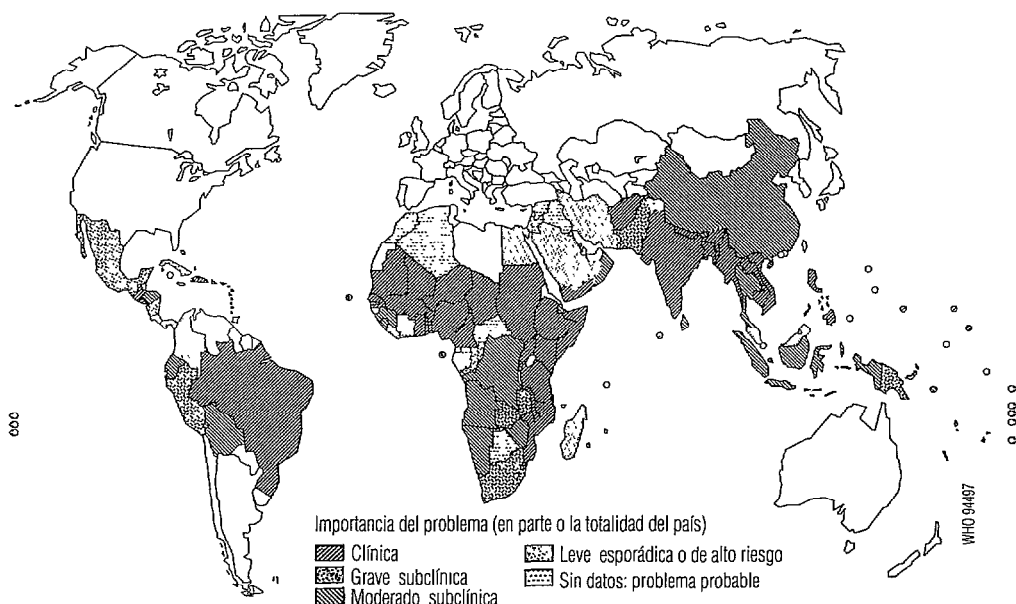 Importancia del problema (en parte o la totalidad del país)
Clínica
Grave subclínica
Moderado subclínica
Leve esporádica o de alto riesgo
Sin datos: problema probable
WHO 94497